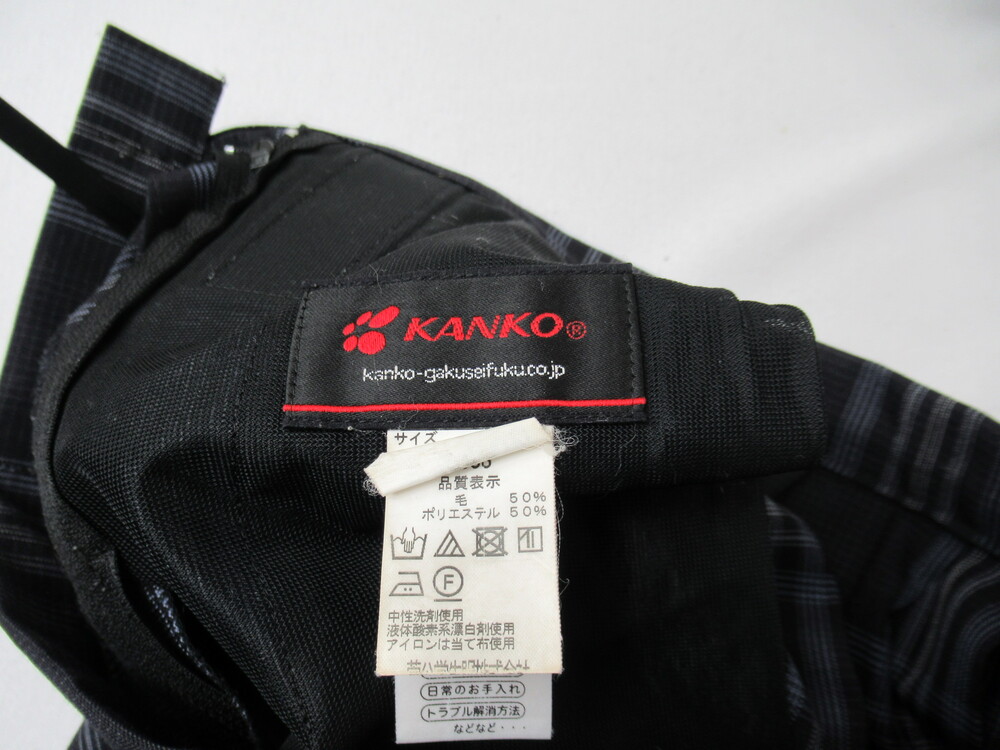 KANKO®
kanko-gakuseifuku.co.jp
サイズ
品質表示
毛 50%
ポリエステル 50%
F
中性洗剤使用
液体酸素系漂白剤使用
アイロンは当て布使用
日常のお手入れ
トラブル解消方法
などなど・・・